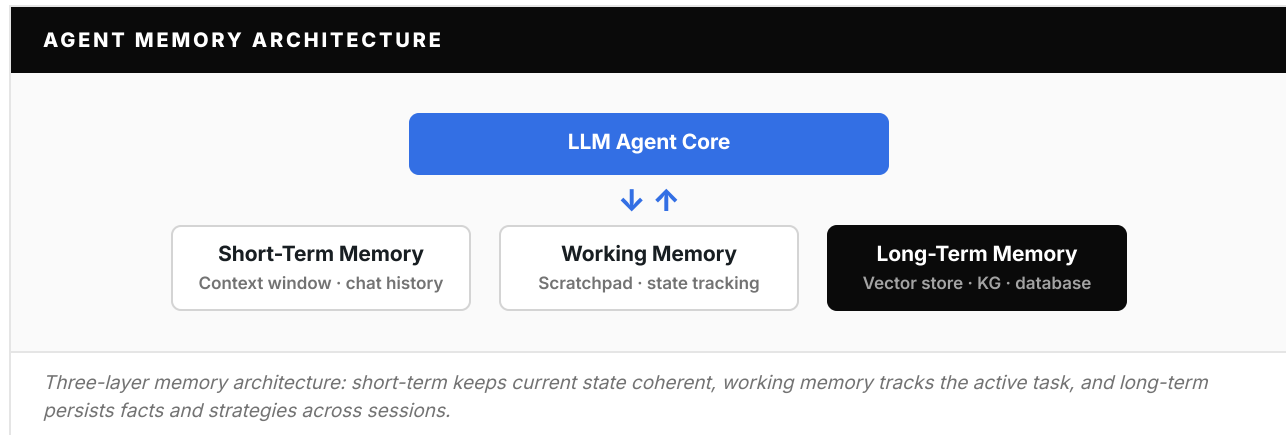 AGENT MEMORY ARCHITECTURE
LLM Agent Core
↓ ↑
Short-Term Memory
Context window · chat history
Working Memory
Scratchpad · state tracking
Long-Term Memory
Vector store · KG · database
Three-layer memory architecture: short-term keeps current state coherent, working memory tracks the active task, and long-term
persists facts and strategies across sessions.